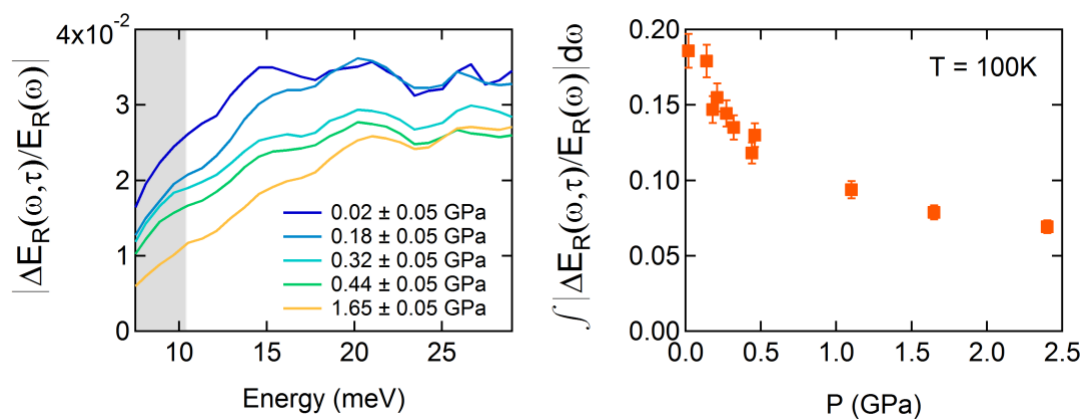 |ΔE_R(ω,τ)/E_R(ω)|
4x10⁻²
3
2
1
0
10
15
20
25
Energy (meV)
0.02 ± 0.05 GPa
0.18 ± 0.05 GPa
0.32 ± 0.05 GPa
0.44 ± 0.05 GPa
1.65 ± 0.05 GPa
∫|ΔE_R(ω,τ)/E_R(ω)|dω
0.20
0.15
0.10
0.05
0.00
0.0
0.5
1.0
1.5
2.0
2.5
P (GPa)
T = 100K